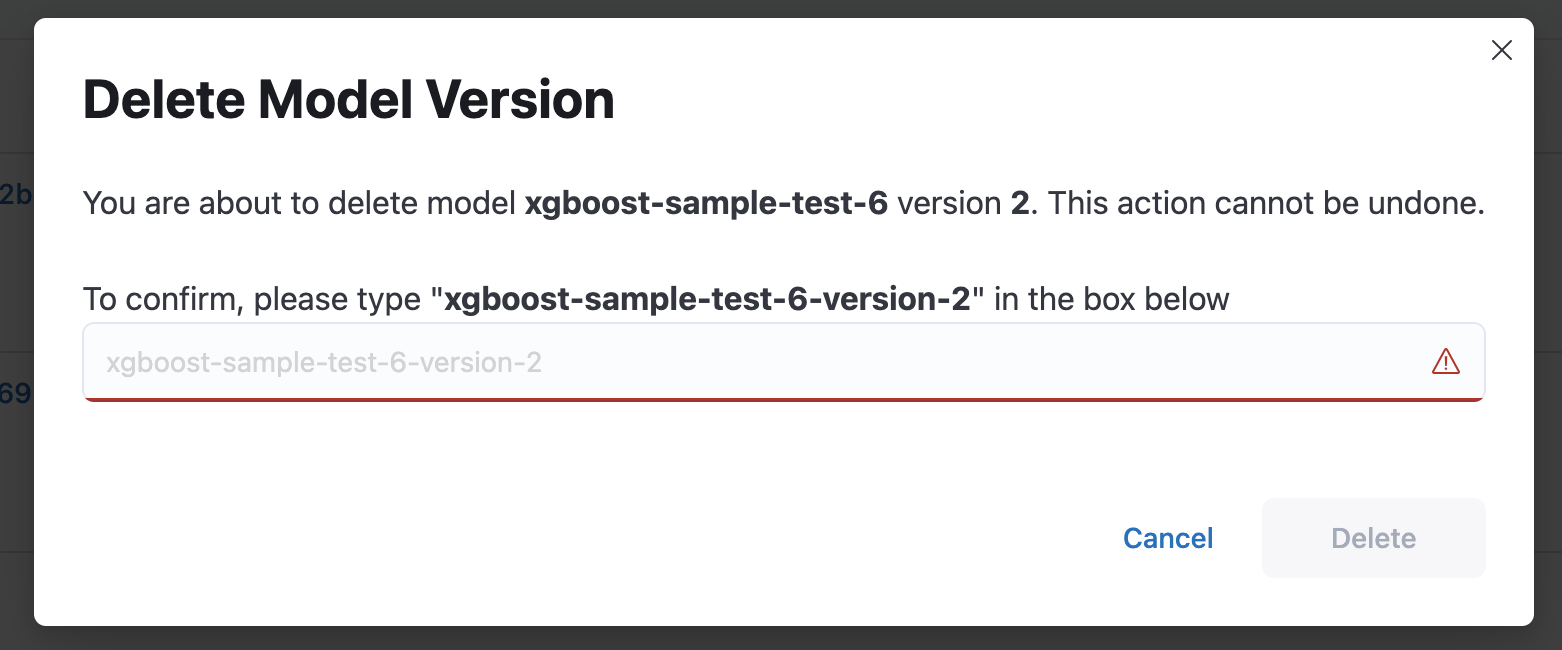 Delete Model Version
2b
You are about to delete model xgboost-sample-test-6 version 2. This action cannot be undone.
To confirm, please type "xgboost-sample-test-6-version-2" in the box below
xgboost-sample-test-6-version-2
69
Cancel
Delete